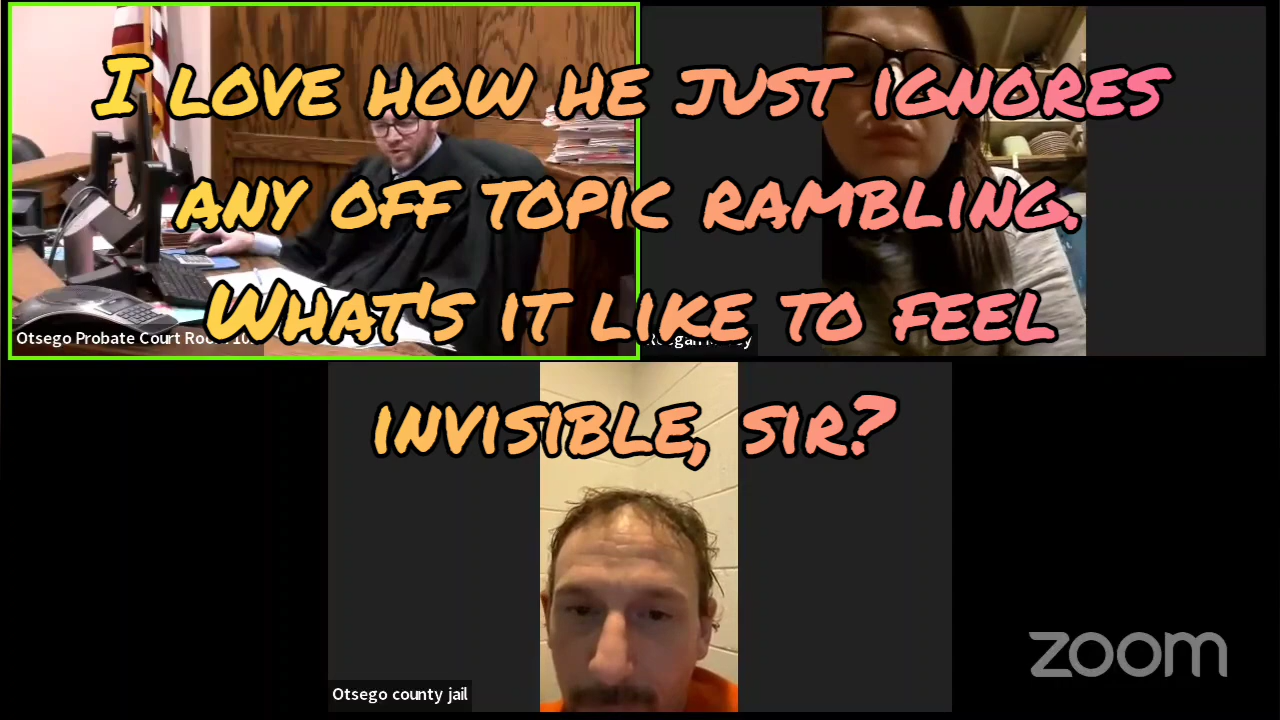 I LOVE HOW HE JUST IGNORES
ANY OFF TOPIC RAMBLING.
WHAT'S IT LIKE TO FEEL
Otsego Probate Court
INVISIBLE, SIR?
zoom
Otsego county jail